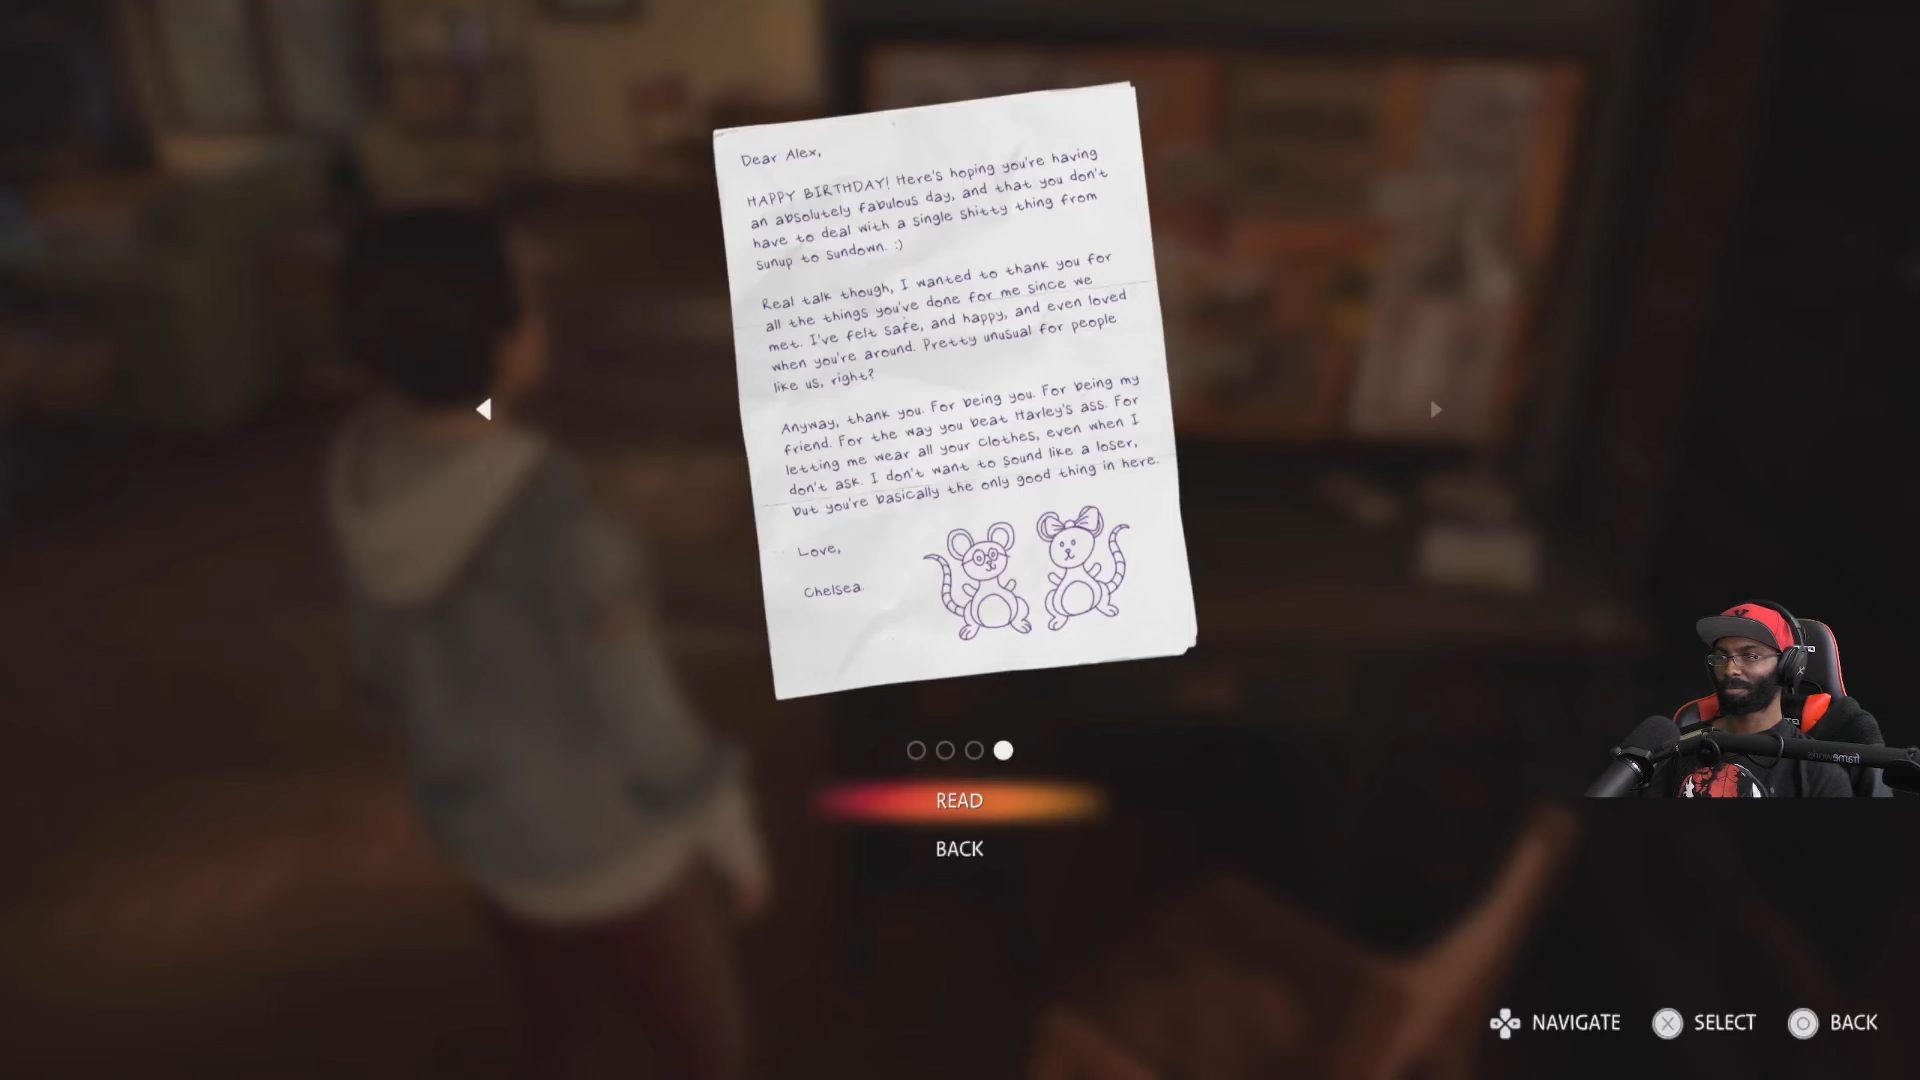 Dear Alex,
HAPPY BIRTHDAY! Here's hoping you're having
an absolutely fabulous day, and that you don't
have to deal with a single shitty thing from
sunup to sundown. :)
Real talk though, I wanted to thank you for
all the things you've done for me since we
met. I've felt safe, and happy, and even loved
when you're around. Pretty unusual for people
like us, right?
Anyway, thank you. For being you. For being my
friend. For the way you beat Harley's ass. For
letting me wear all your clothes, even when I
don't ask. I don't want to sound like a loser,
but you're basically the only good thing in here.
Love,
Chelsea.
READ
BACK
frameworks
NAVIGATE SELECT BACK